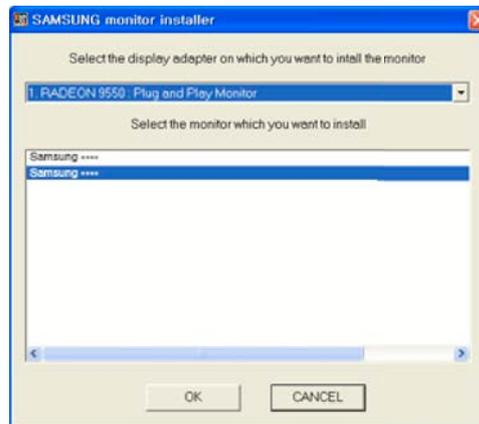 SAMSUNG monitor installer
Select the display adapter on which you want to intall the monitor
1. RADEON 9550 : Plug and Play Monitor
Select the monitor which you want to install
Samsung ****
Samsung ****
OK
CANCEL